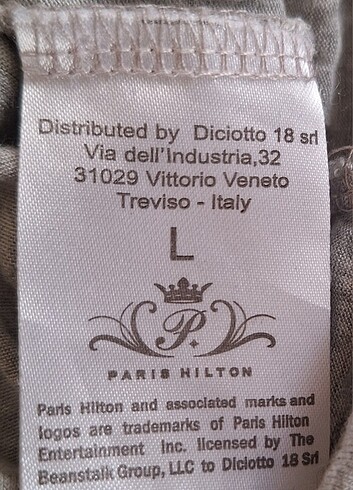 Distributed by Diciotto 18 srl
Via dell'Industria,32
31029 Vittorio Veneto
Treviso - Italy
L
P.
PARIS HILTON
Paris Hilton and associated marks and
logos are trademarks of Paris Hilton
Entertainment Inc. licensed by The
Beanstalk Group, LLC to Diciotto 18 Srl